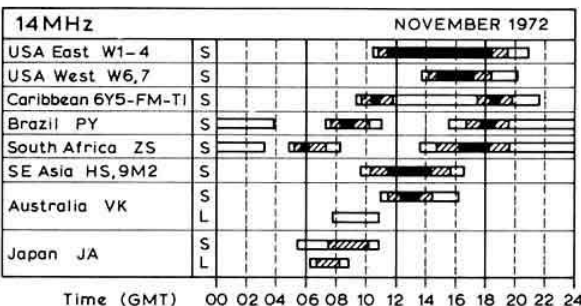 14MHz NOVEMBER 1972
USA East W1-4 S
USA West W6,7 S
Caribbean 6Y5-FM-TI S
Brazil PY S
South Africa ZS S
SE Asia HS,9M2 S
Australia VK S
L
Japan JA S
L
Time (GMT) 00 02 04 06 08 10 12 14 16 18 20 22 24